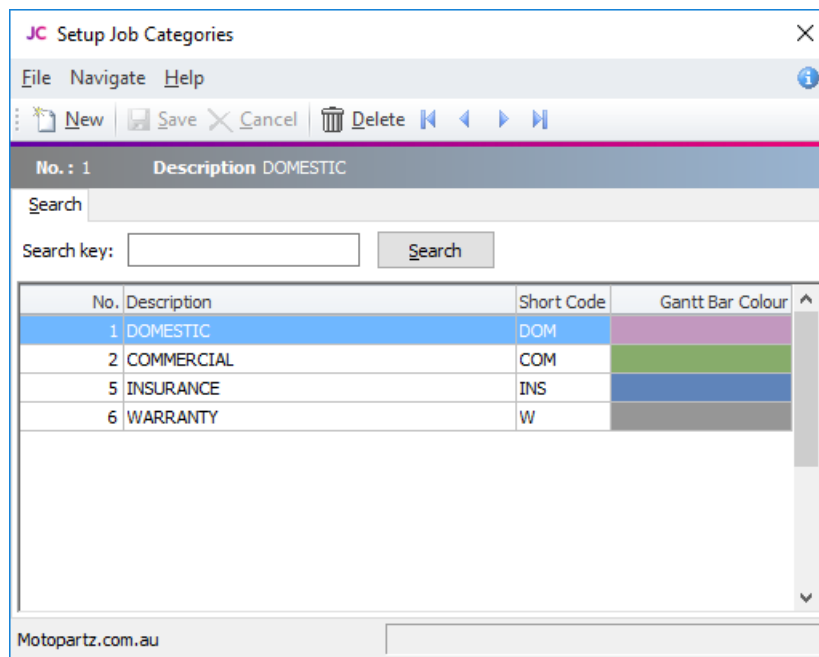 JC Setup Job Categories
File Navigate Help
New Save Cancel Delete
No.: 1 Description DOMESTIC
Search
Search key: Search
No. Description Short Code Gantt Bar Colour
1 DOMESTIC DOM
2 COMMERCIAL COM
5 INSURANCE INS
6 WARRANTY W
Motopartz.com.au